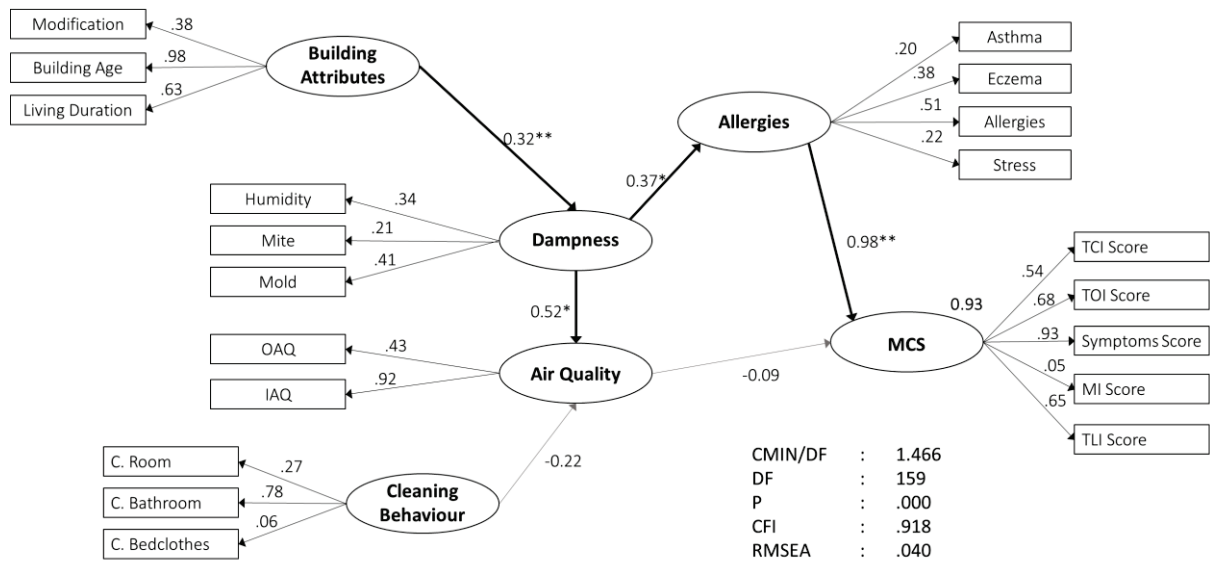 Modification
.38
Building Age
.98
Living Duration
.63
Building
Attributes
0.32**
Asthma
.20
Eczema
.38
Allergies
.51
Stress
.22
Allergies
0.37*
0.98**
Humidity
.34
Mite
.21
Mold
.41
Dampness
0.52*
OAQ
.43
IAQ
.92
Air Quality
-0.09
0.93
MCS
TCI Score
.54
TOI Score
.68
Symptoms Score
.93
MI Score
.05
TLI Score
.65
C. Room
.27
C. Bathroom
.78
C. Bedclothes
.06
Cleaning
Behaviour
-0.22
CMIN/DF : 1.466
DF : 159
P : .000
CFI : .918
RMSEA : .040